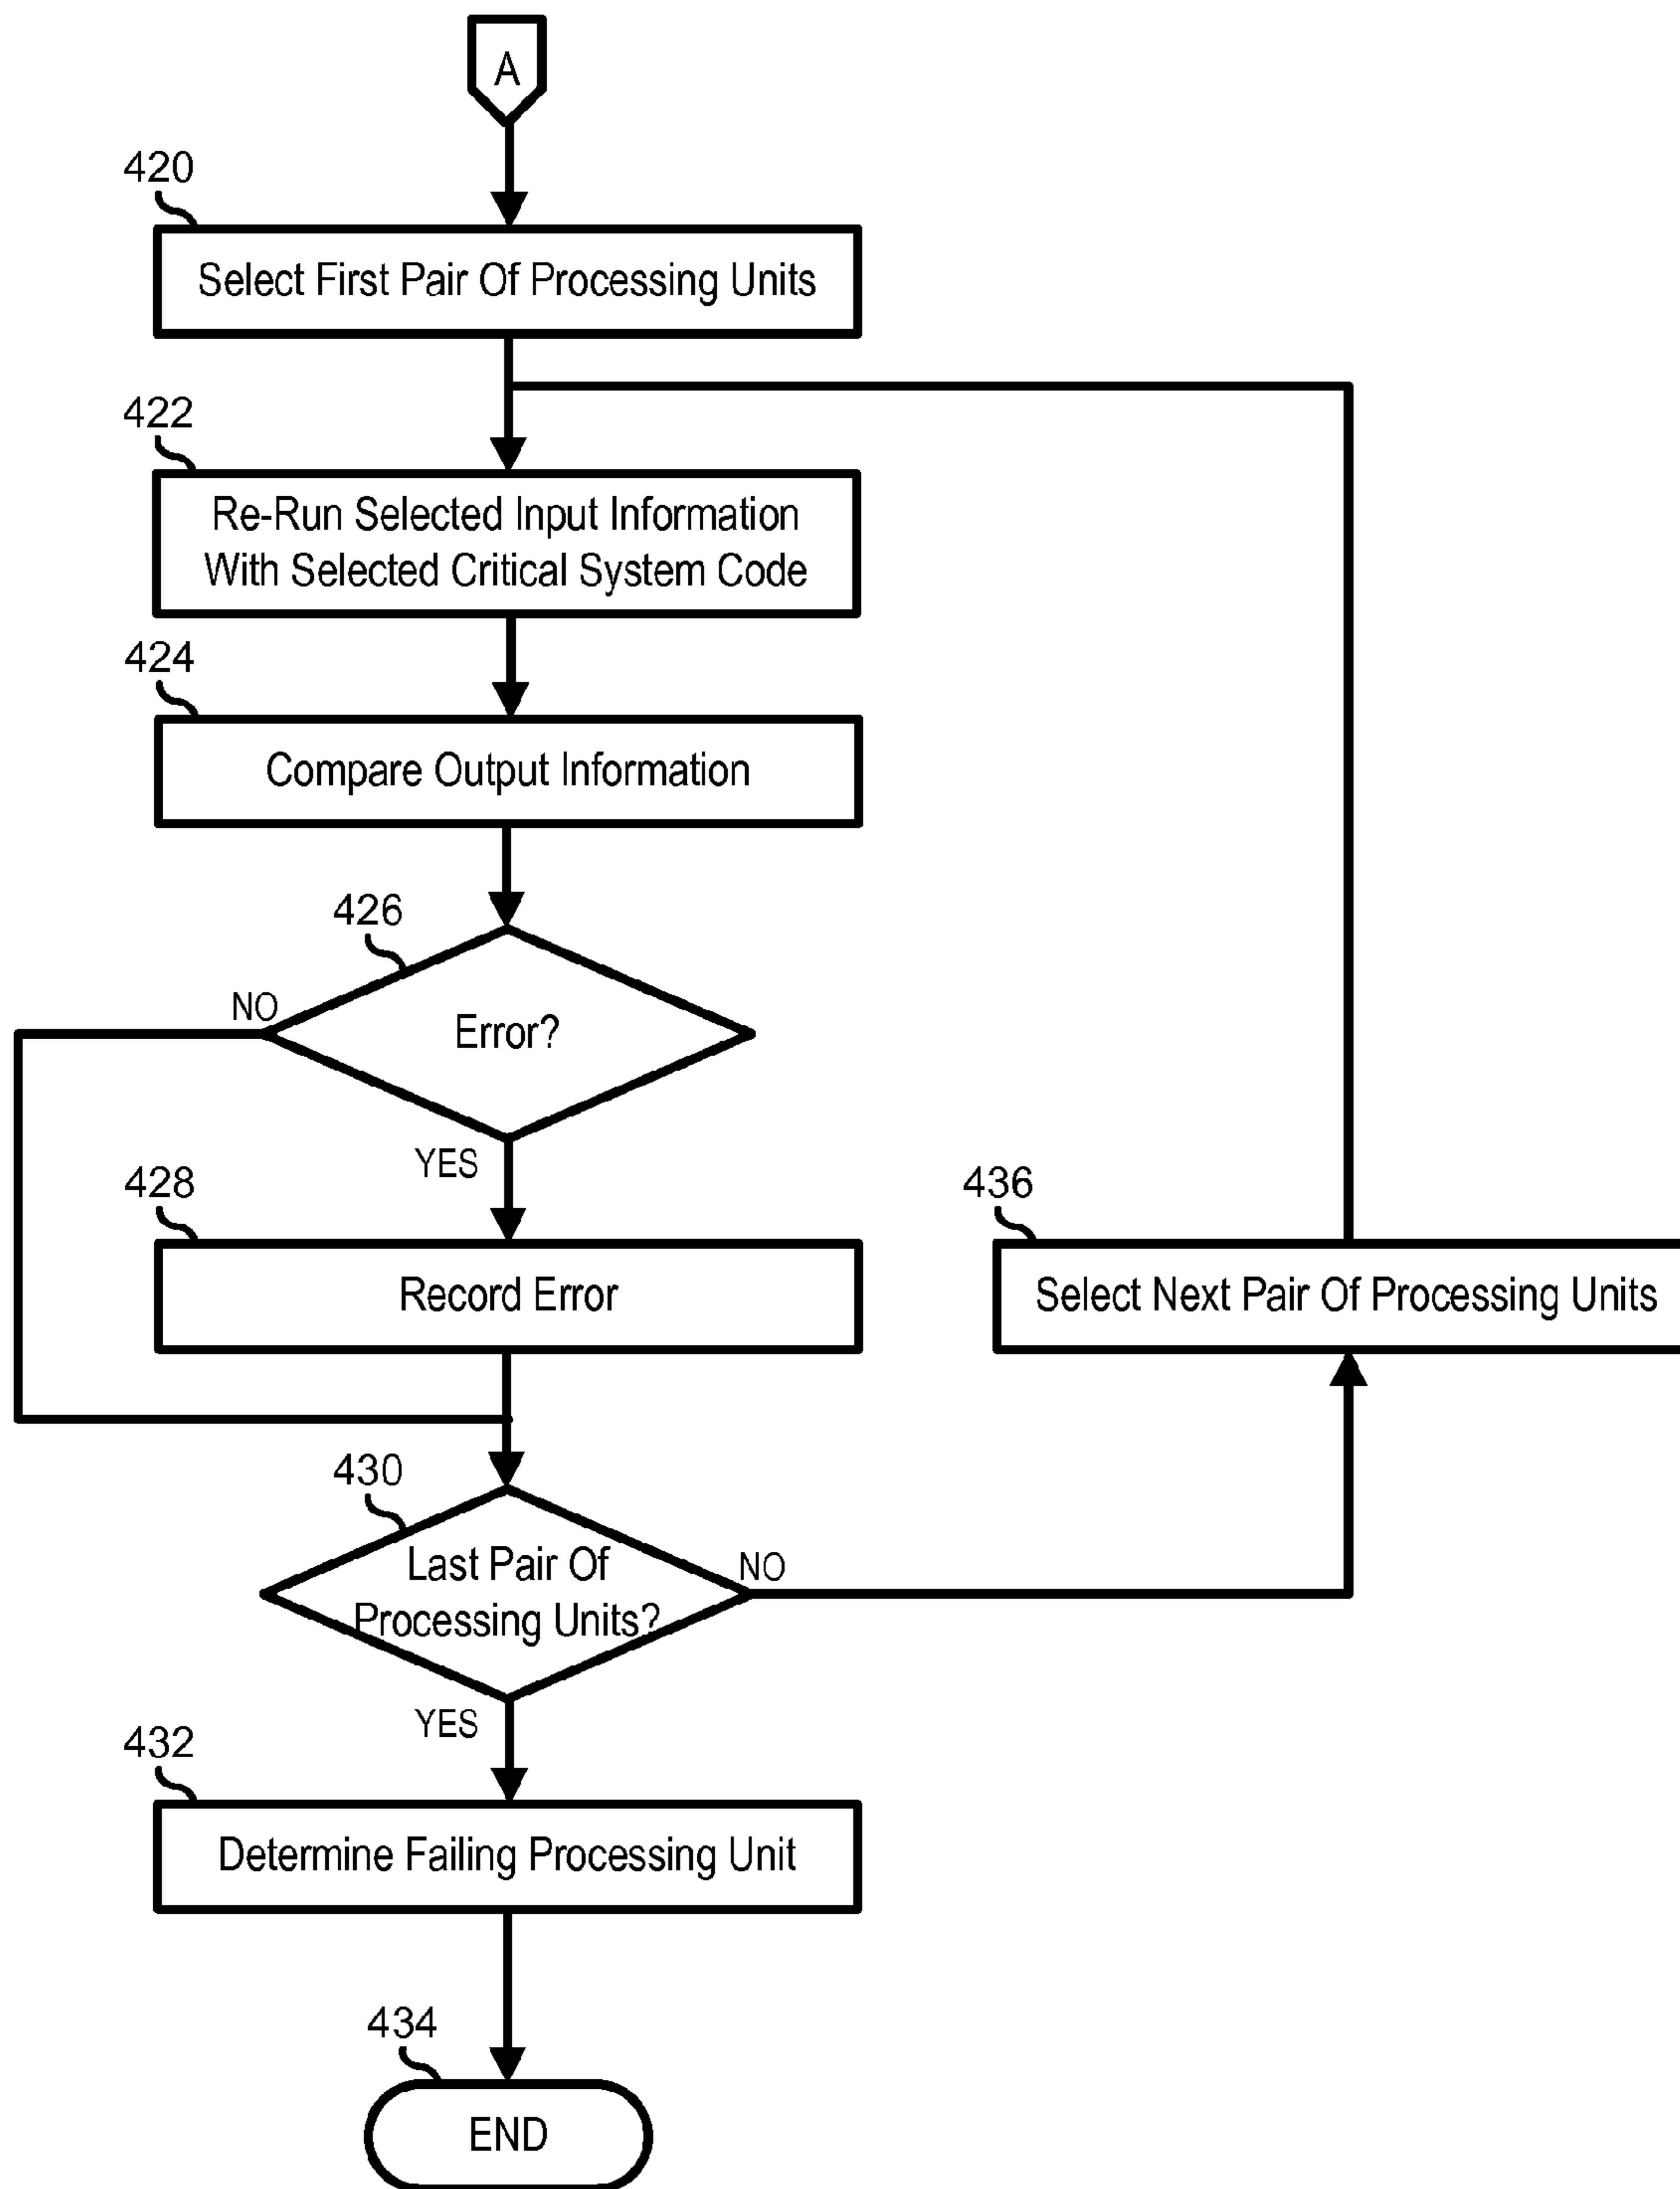 A
420
Select First Pair Of Processing Units
422
Re-Run Selected Input Information
With Selected Critical System Code
424
Compare Output Information
426
NO
Error?
YES
428
Record Error
436
Select Next Pair Of Processing Units
430
Last Pair Of
Processing Units?
NO
YES
432
Determine Failing Processing Unit
434
END